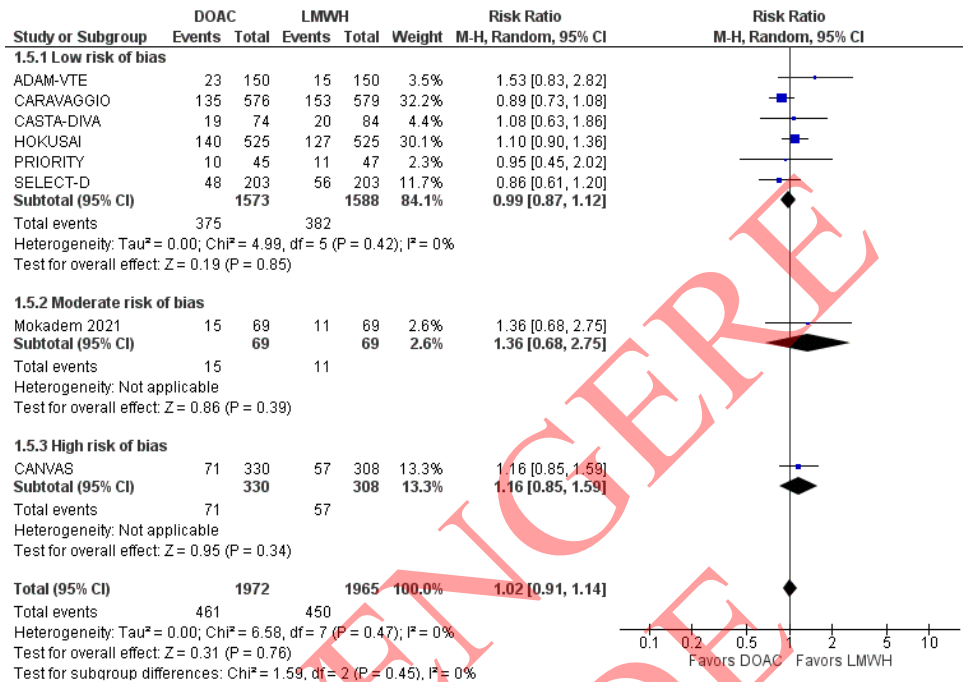 DOAC LMWH Risk Ratio Risk Ratio
Study or Subgroup Events Total Events Total Weight M-H, Random, 95% CI M-H, Random, 95% CI
1.5.1 Low risk of bias
ADAM-VTE 23 150 15 150 3.5% 1.53 [0.83, 2.82]
CARAVAGGIO 135 576 153 579 32.2% 0.89 [0.73, 1.08]
CASTA-DIVA 19 74 20 84 4.4% 1.08 [0.63, 1.86]
HOKUSAI 140 525 127 525 30.1% 1.10 [0.90, 1.36]
PRIORITY 10 45 11 47 2.3% 0.95 [0.45, 2.02]
SELECT-D 48 203 56 203 11.7% 0.86 [0.61, 1.20]
Subtotal (95% CI) 1573 1588 84.1% 0.99 [0.87, 1.12]
Total events 375 382
Heterogeneity: Tau² = 0.00; Chi² = 4.99, df = 5 (P = 0.42); I² = 0%
Test for overall effect: Z = 0.19 (P = 0.85)
1.5.2 Moderate risk of bias
Mokadem 2021 15 69 11 69 2.6% 1.36 [0.68, 2.75]
Subtotal (95% CI) 69 69 2.6% 1.36 [0.68, 2.75]
Total events 15 11
Heterogeneity: Not applicable
Test for overall effect: Z = 0.86 (P = 0.39)
1.5.3 High risk of bias
CANVAS 71 330 57 308 13.3% 1.16 [0.85, 1.59]
Subtotal (95% CI) 330 308 13.3% 1.16 [0.85, 1.59]
Total events 71 57
Heterogeneity: Not applicable
Test for overall effect: Z = 0.95 (P = 0.34)
Total (95% CI) 1972 1965 100.0% 1.02 [0.91, 1.14]
Total events 461 450
Heterogeneity: Tau² = 0.00; Chi² = 6.58, df = 7 (P = 0.47); I² = 0%
Test for overall effect: Z = 0.31 (P = 0.76)
Test for subgroup differences: Chi² = 1.59, df = 2 (P = 0.45), I² = 0%
0.1 0.2 0.5 1 2 5 10
Favors DOAC Favors LMWH